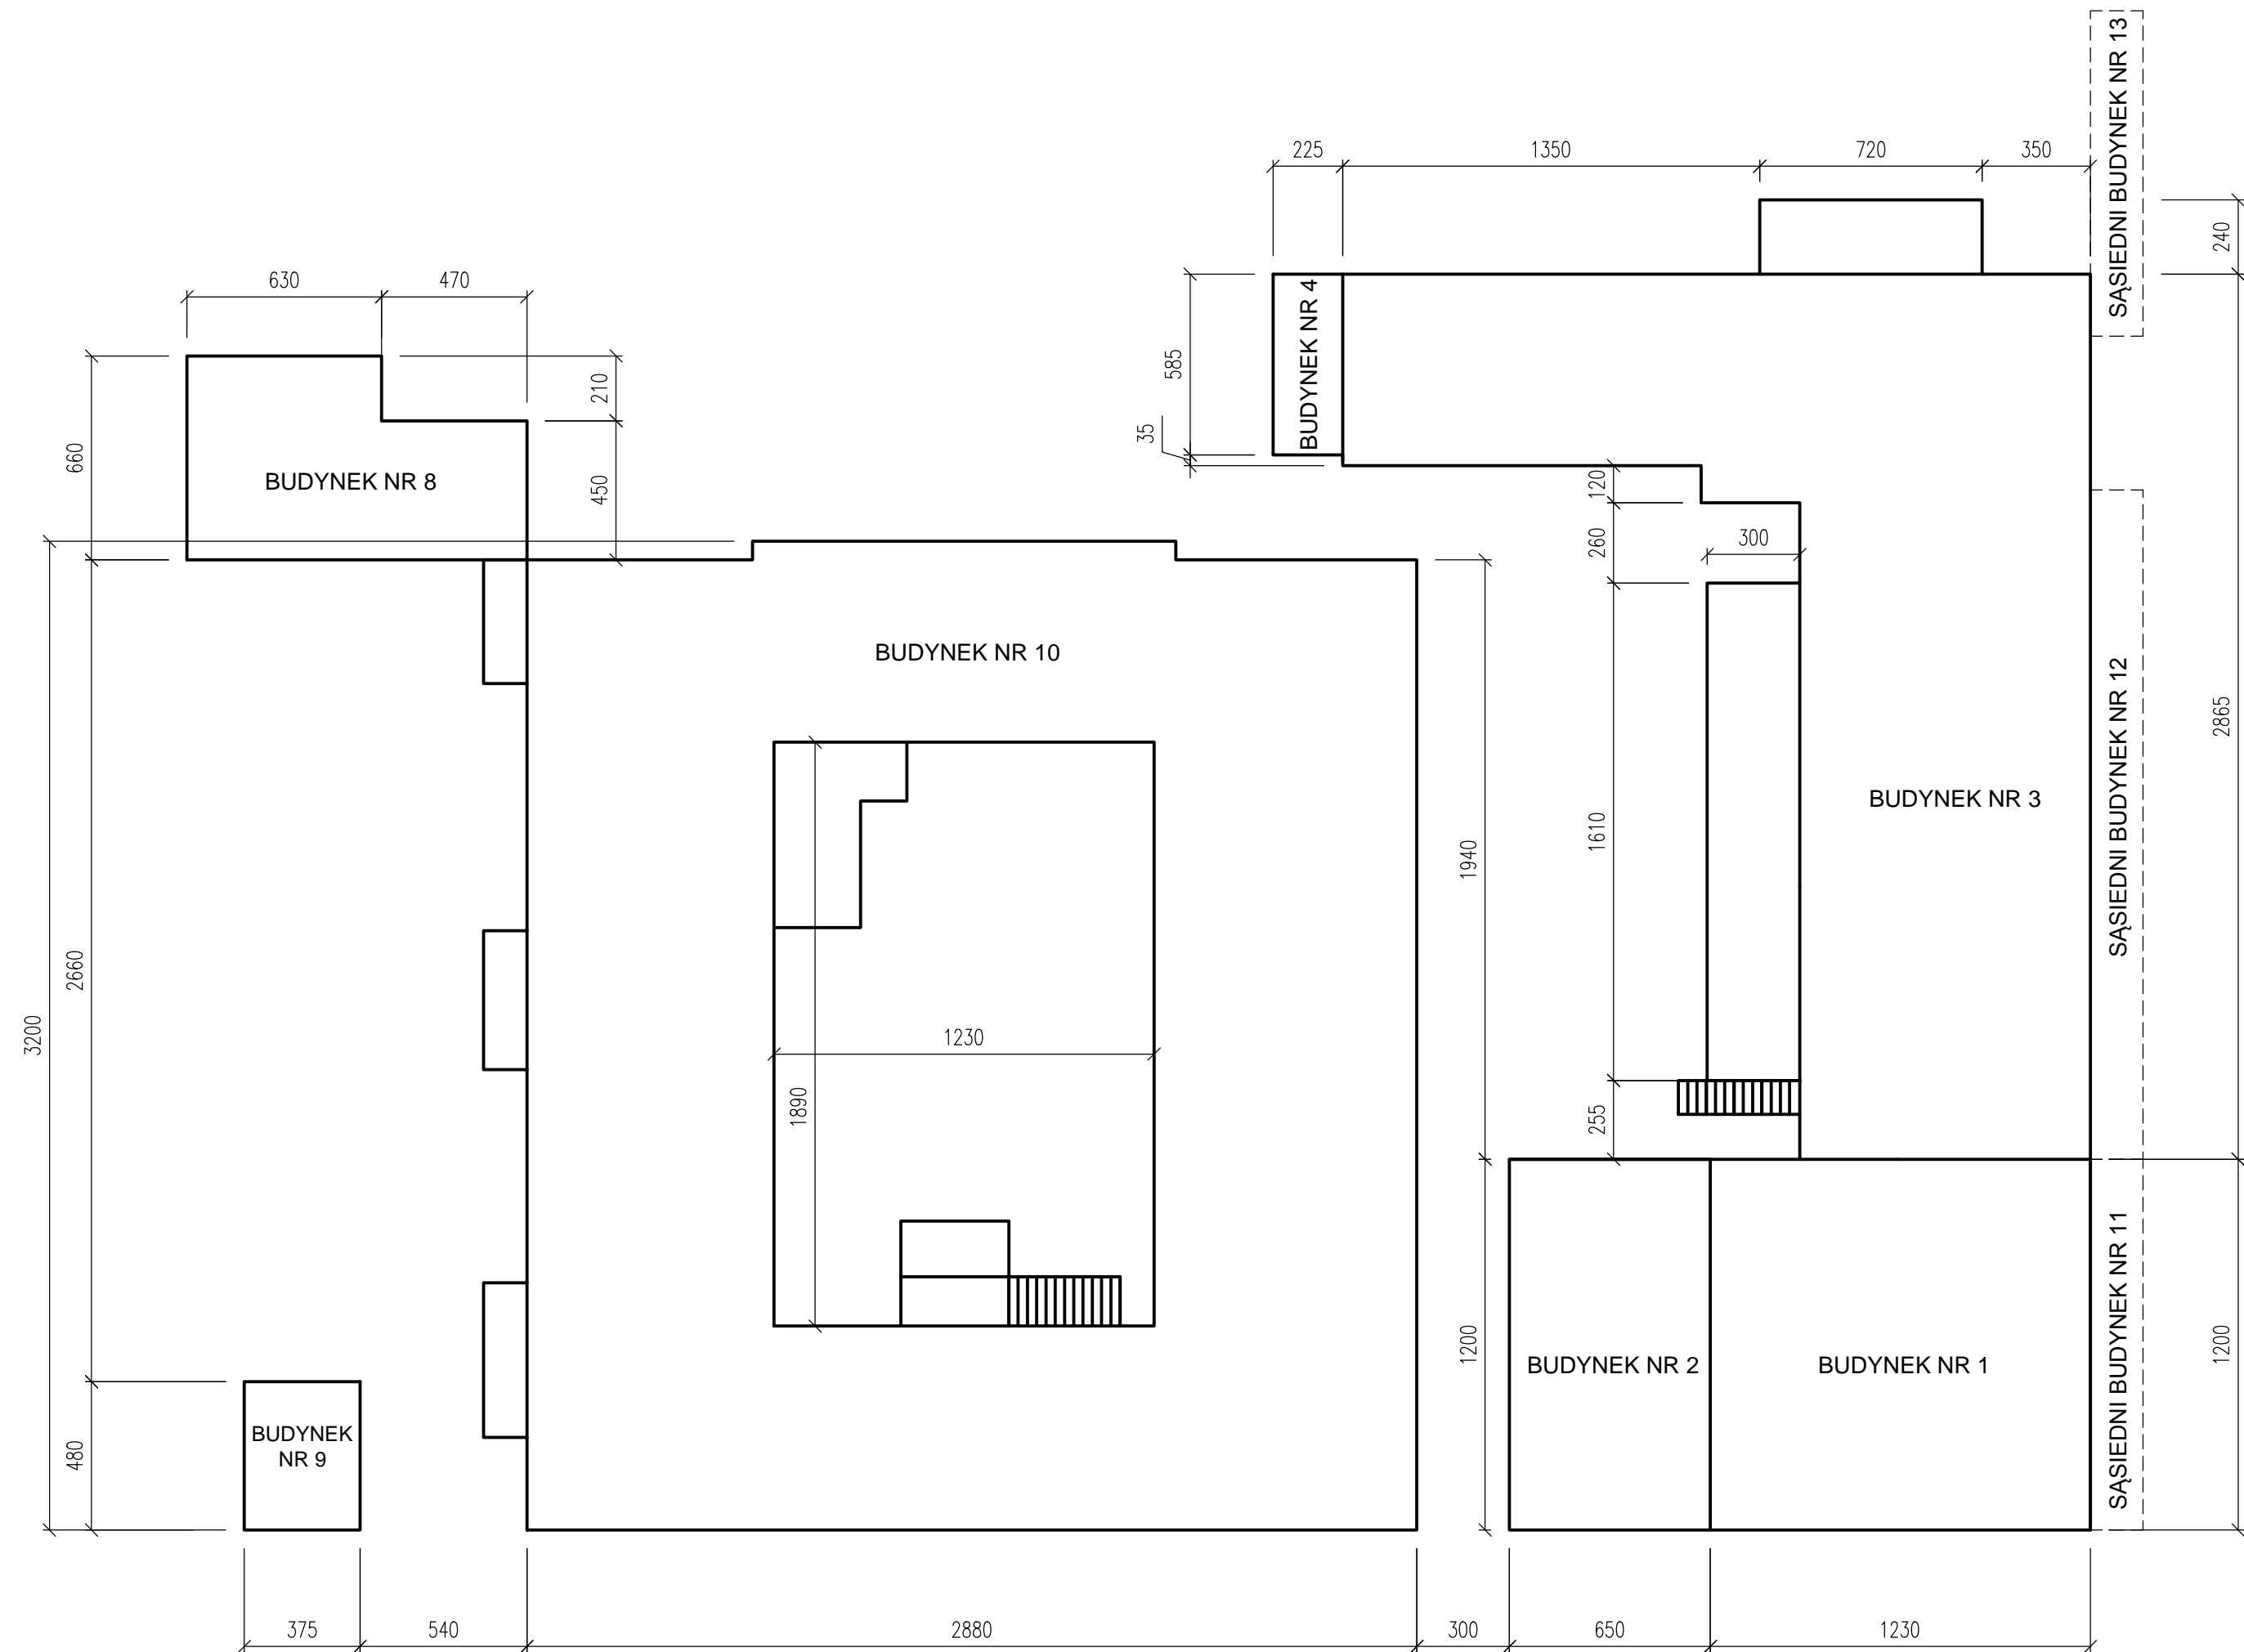 SĄSIEDNI BUDYNEK NR 13
225
1350
720
350
240
630
470
BUDYNEK NR 4
585
35
210
660
450
BUDYNEK NR 8
120
260
300
BUDYNEK NR 10
SĄSIEDNI BUDYNEK NR 12
2865
BUDYNEK NR 3
1610
1940
2660
3200
1230
1890
255
SĄSIEDNI BUDYNEK NR 11
1200
1200
BUDYNEK NR 2
BUDYNEK NR 1
BUDYNEK
NR 9
480
375
540
2880
300
650
1230